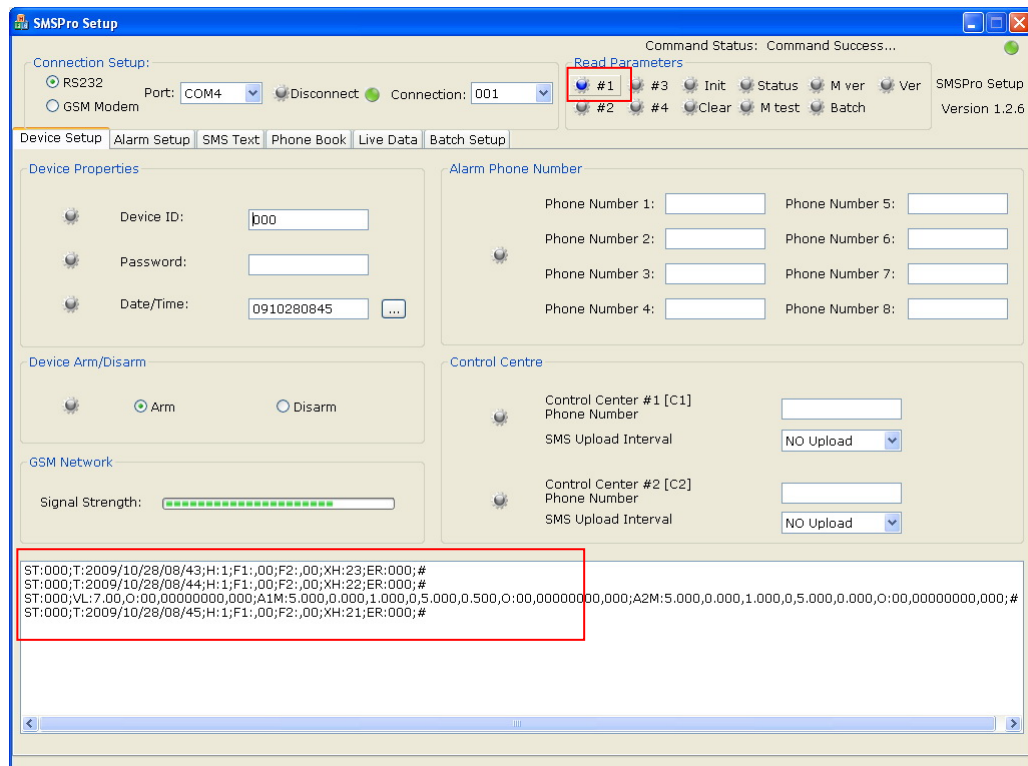 SMSPro Setup
Command Status: Command Success...
Connection Setup:
RS232
GSM Modem
Port: COM4
Disconnect
Connection: 001
Read Parameters
#1 #3 Init Status M ver Ver
#2 #4 Clear M test Batch
SMSPro Setup
Version 1.2.6
Device Setup Alarm Setup SMS Text Phone Book Live Data Batch Setup
Device Properties
Device ID: 000
Password:
Date/Time: 0910280845 ...
Alarm Phone Number
Phone Number 1: Phone Number 5:
Phone Number 2: Phone Number 6:
Phone Number 3: Phone Number 7:
Phone Number 4: Phone Number 8:
Device Arm/Disarm
Arm Disarm
GSM Network
Signal Strength:
Control Centre
Control Center #1 [C1]
Phone Number
SMS Upload Interval NO Upload
Control Center #2 [C2]
Phone Number
SMS Upload Interval NO Upload
ST:000;T:2009/10/28/08/43;H:1;F1:,00;F2:,00;XH:23;ER:000;#
ST:000;T:2009/10/28/08/44;H:1;F1:,00;F2:,00;XH:22;ER:000;#
ST:000;VL:7.00,O:00,00000000,000;A1M:5.000,0.000,1.000,0,5.000,0.500,O:00,00000000,000;A2M:5.000,0.000,1.000,0,5.000,0.000,O:00,00000000,000;#
ST:000;T:2009/10/28/08/45;H:1;F1:,00;F2:,00;XH:21;ER:000;#